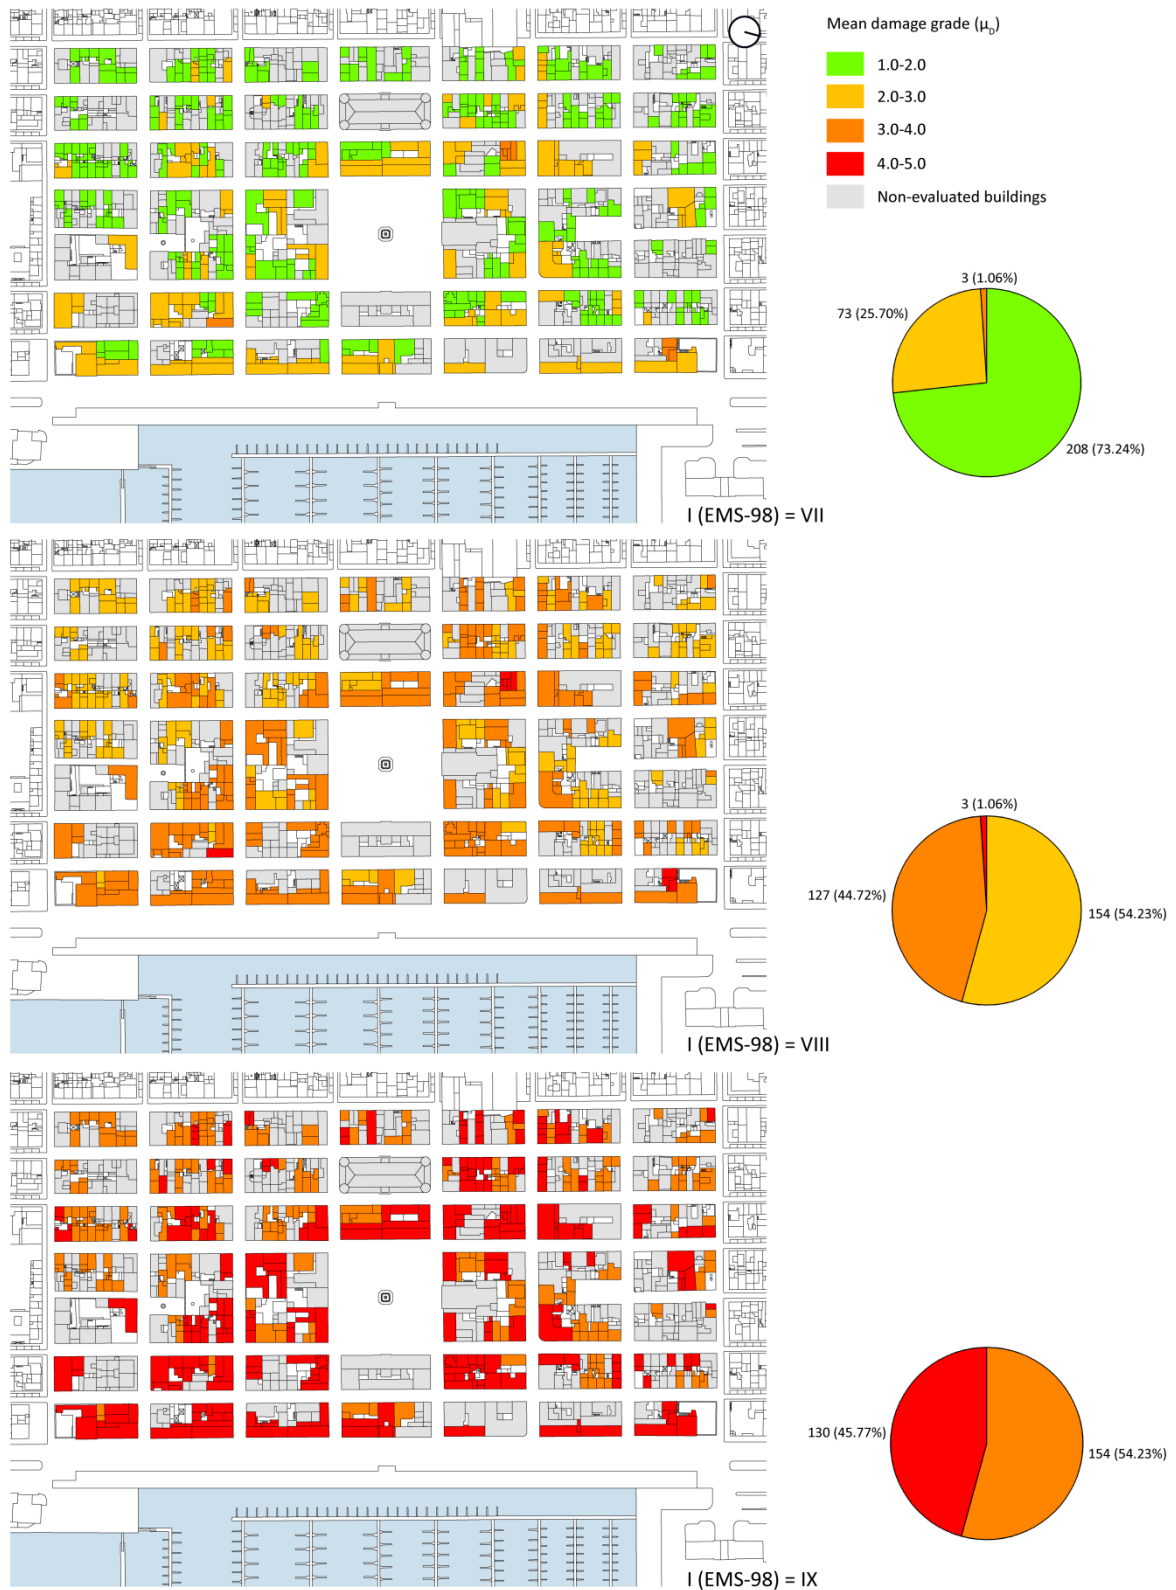 Mean damage grade (μD)
1.0-2.0
2.0-3.0
3.0-4.0
4.0-5.0
Non-evaluated buildings
3 (1.06%)
73 (25.70%)
208 (73.24%)
I (EMS-98) = VII
3 (1.06%)
127 (44.72%)
154 (54.23%)
I (EMS-98) = VIII
130 (45.77%)
154 (54.23%)
I (EMS-98) = IX